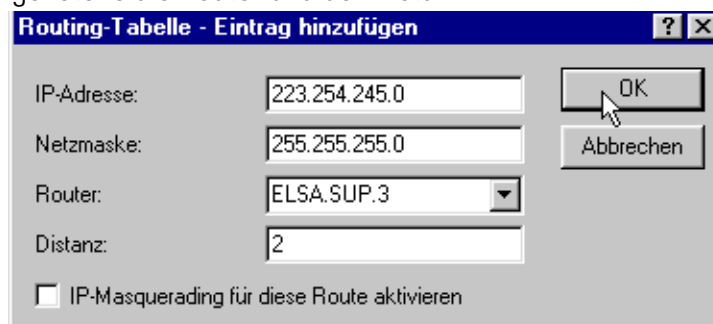 Routing-Tabelle - Eintrag hinzufügen
IP-Adresse: 223.254.245.0 OK
Netzmaske: 255.255.255.0 Abbrechen
Router: ELSA.SUP.3
Distanz: 2
IP-Masquerading für diese Route aktivieren